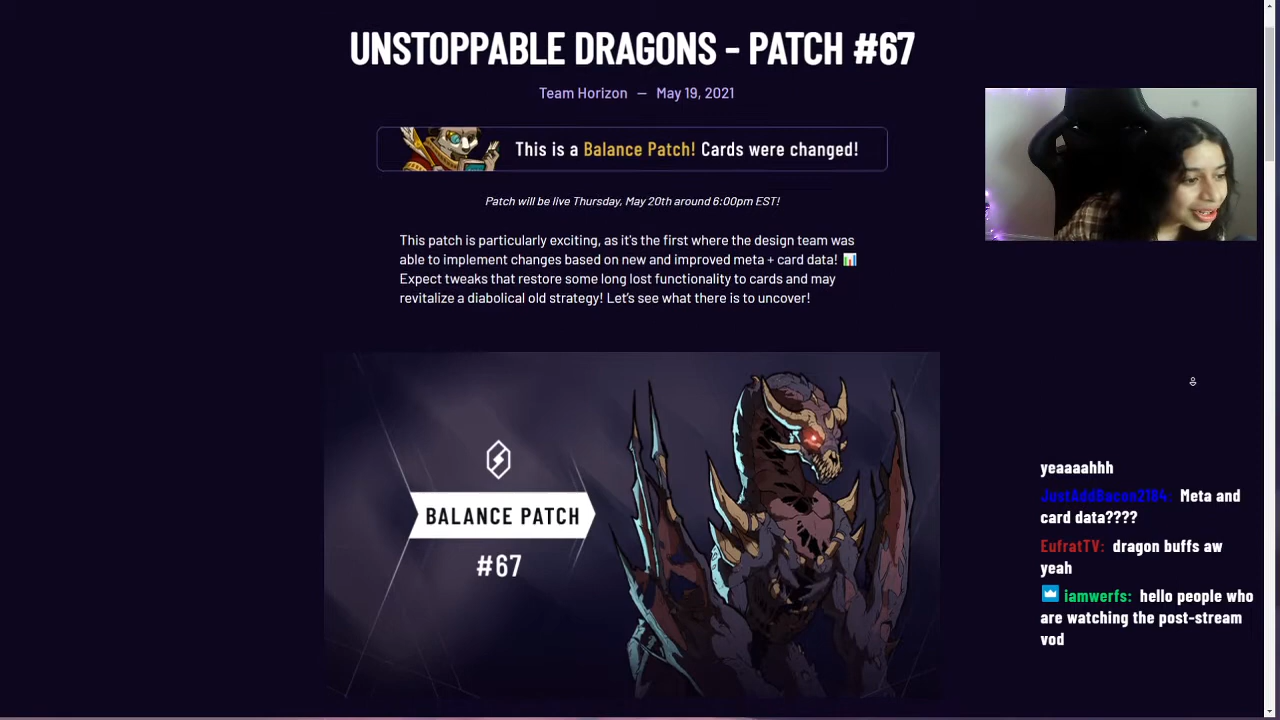 UNSTOPPABLE DRAGONS - PATCH #67
Team Horizon — May 19, 2021
This is a Balance Patch! Cards were changed!
Patch will be live Thursday, May 20th around 6:00pm EST!
This patch is particularly exciting, as it's the first where the design team was
able to implement changes based on new and improved meta + card data! 📊
Expect tweaks that restore some long lost functionality to cards and may
revitalize a diabolical old strategy! Let's see what there is to uncover!
BALANCE PATCH
#67
yeaaaahhh
JustAddBacon2184: Meta and
card data????
EufratTV: dragon buffs aw
yeah
iamwerfs: hello people who
are watching the post-stream
vod